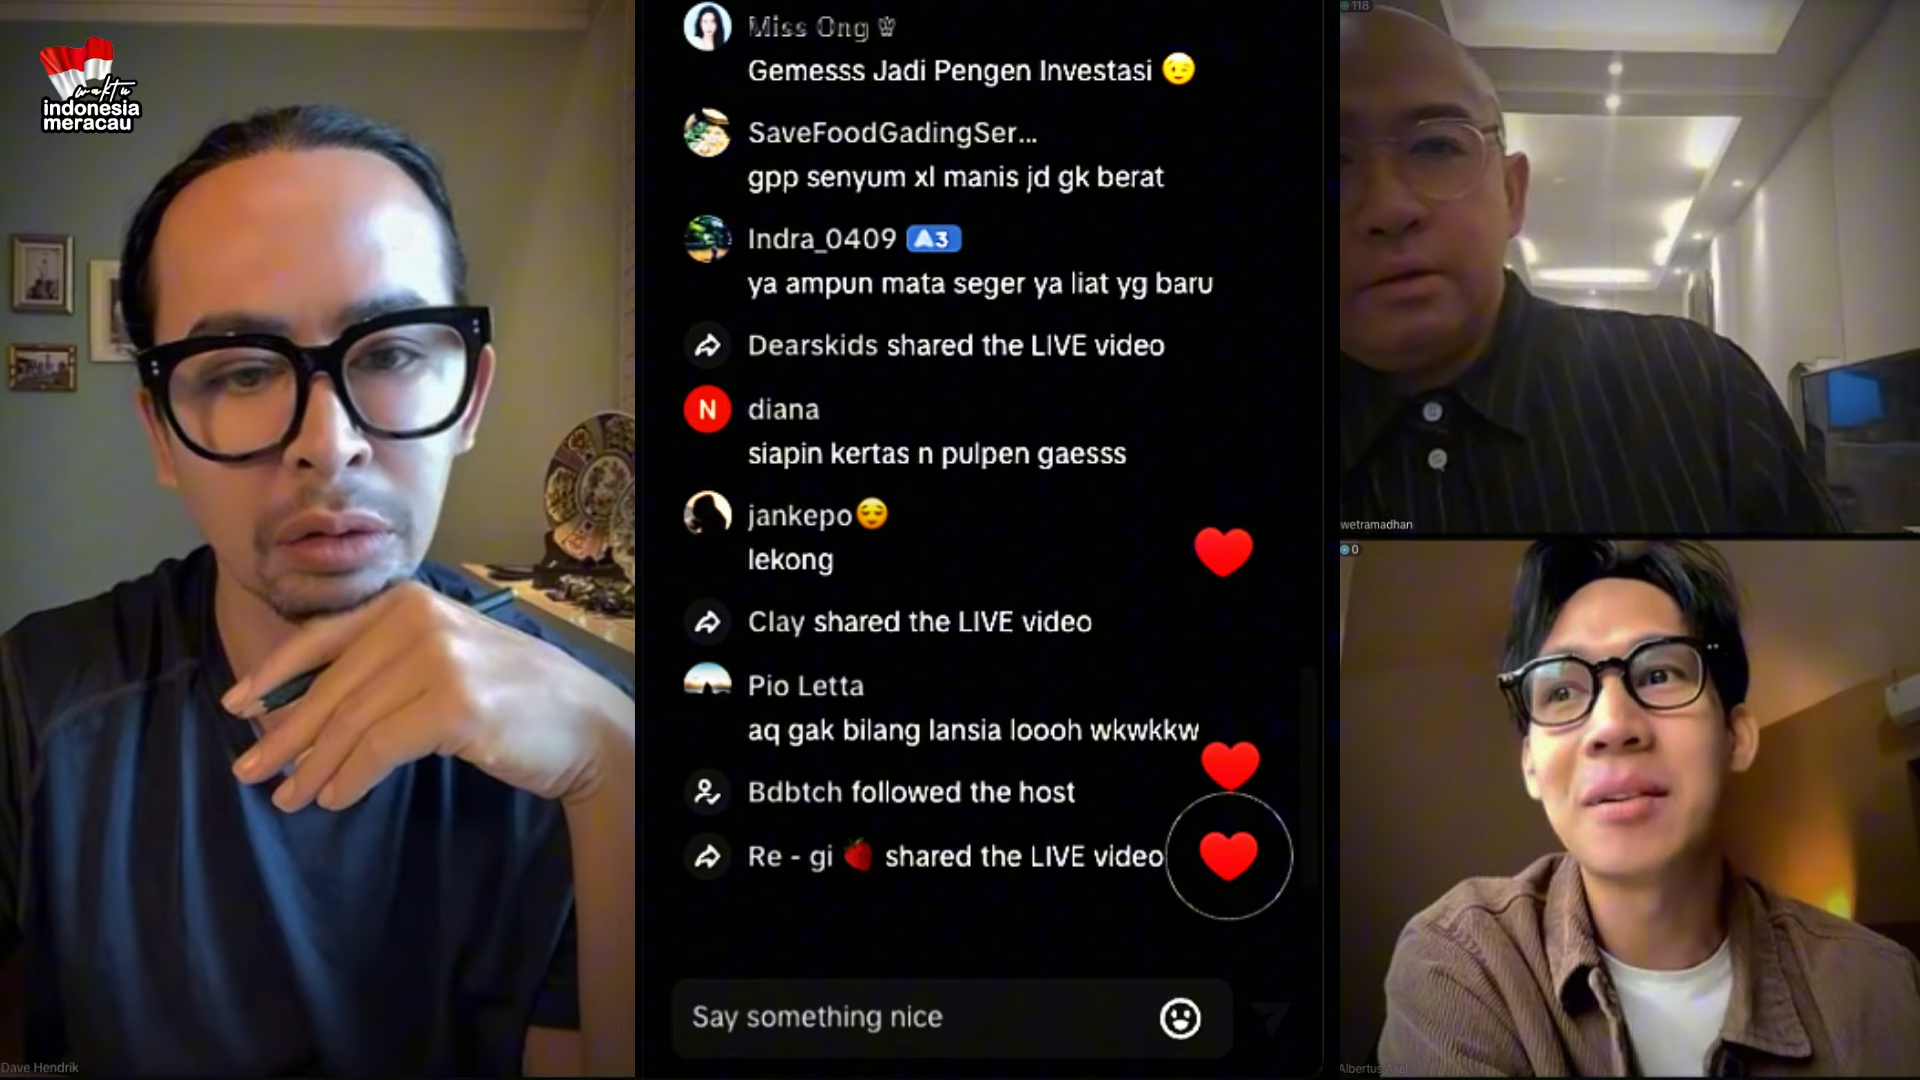 waktu
indonesia
meracau
Dave Hendrik
Miss Ong
Gemesss Jadi Pengen Investasi 😉
SaveFoodGadingSer...
gpp senyum xl manis jd gk berat
Indra_0409 A3
ya ampun mata seger ya liat yg baru
Dearskids shared the LIVE video
N diana
siapin kertas n pulpen gaesss
jankepo😌
lekong
Clay shared the LIVE video
Pio Letta
aq gak bilang lansia loooh wkwkkw
Bdbtch followed the host
Re - gi 🍓 shared the LIVE video
Say something nice
118
wetramadhan
0
Albertus Axel